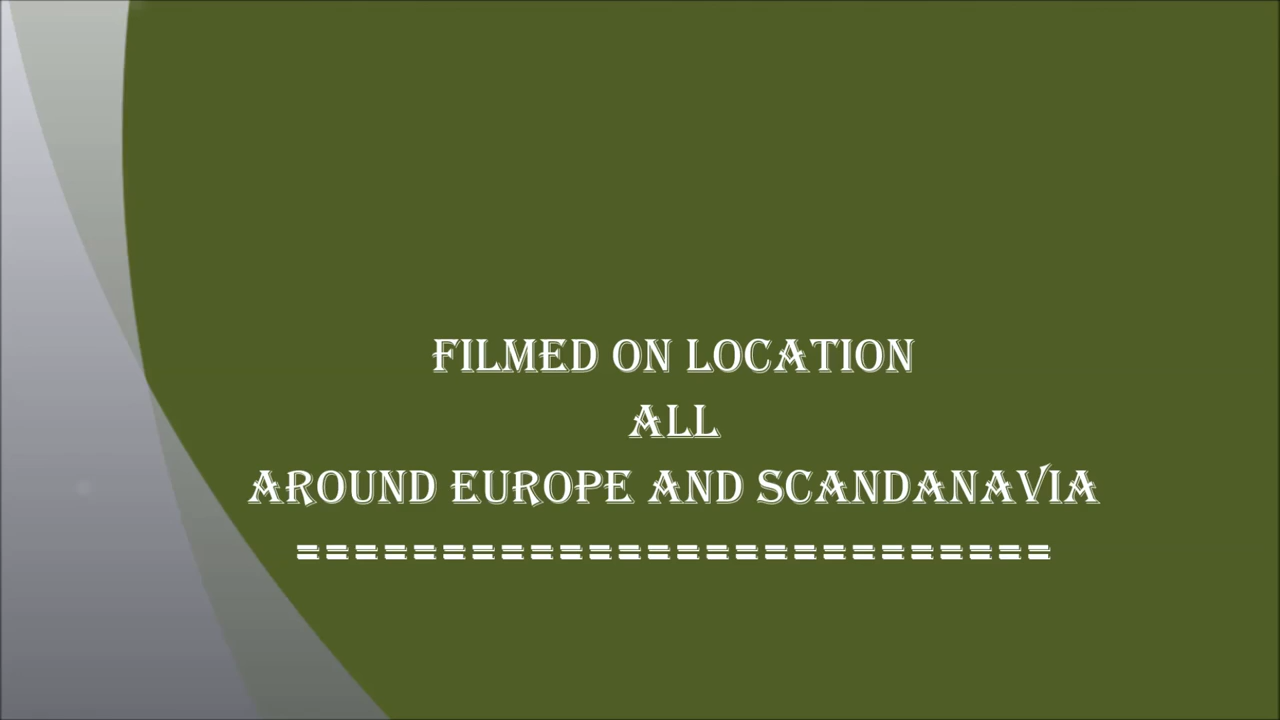 FILMED ON LOCATION
ALL
AROUND EUROPE AND SCANDANAVIA
==========================